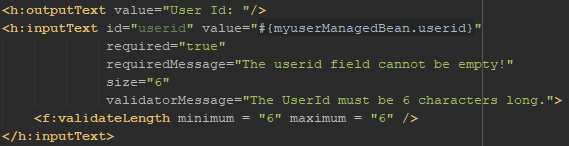 <h:outputText value="User Id: "/>
<h:inputText id="userid" value="#{myuserManagedBean.userid}"
required="true"
requiredMessage="The userid field cannot be empty!"
size="6"
validatorMessage="The UserId must be 6 characters long.">
<f:validateLength minimum = "6" maximum = "6" />
</h:inputText>